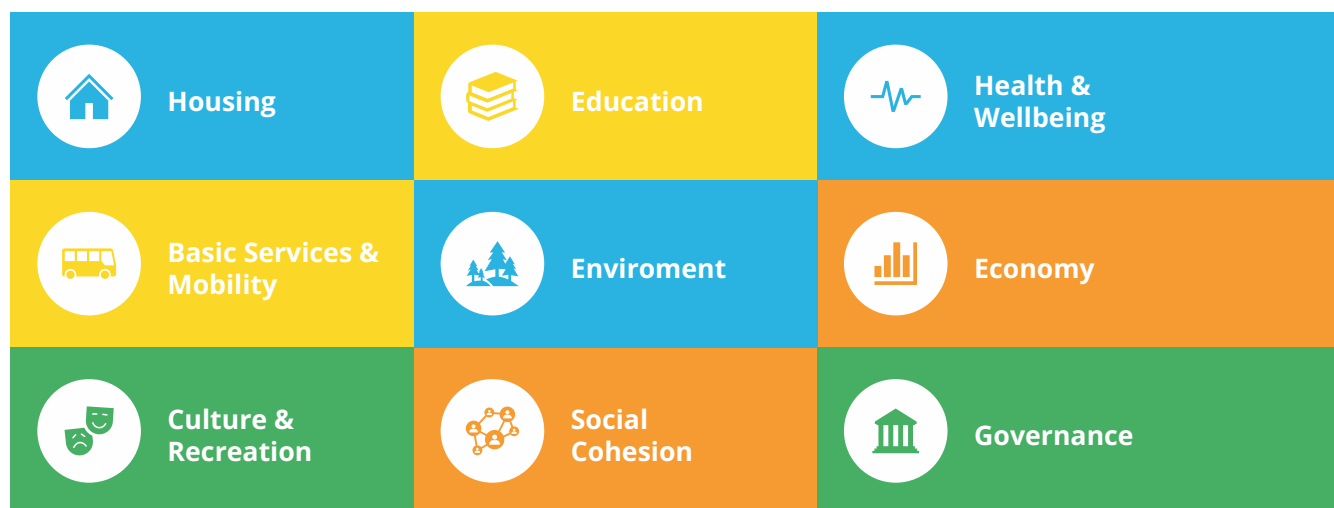 Housing
Education
Health &
Wellbeing
Basic Services &
Mobility
Enviroment
Economy
Culture &
Recreation
Social
Cohesion
Governance